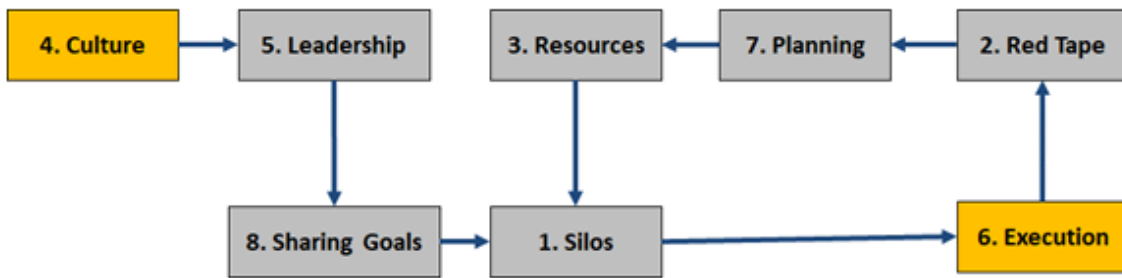 4. Culture
5. Leadership
3. Resources
7. Planning
2. Red Tape
8. Sharing Goals
1. Silos
6. Execution